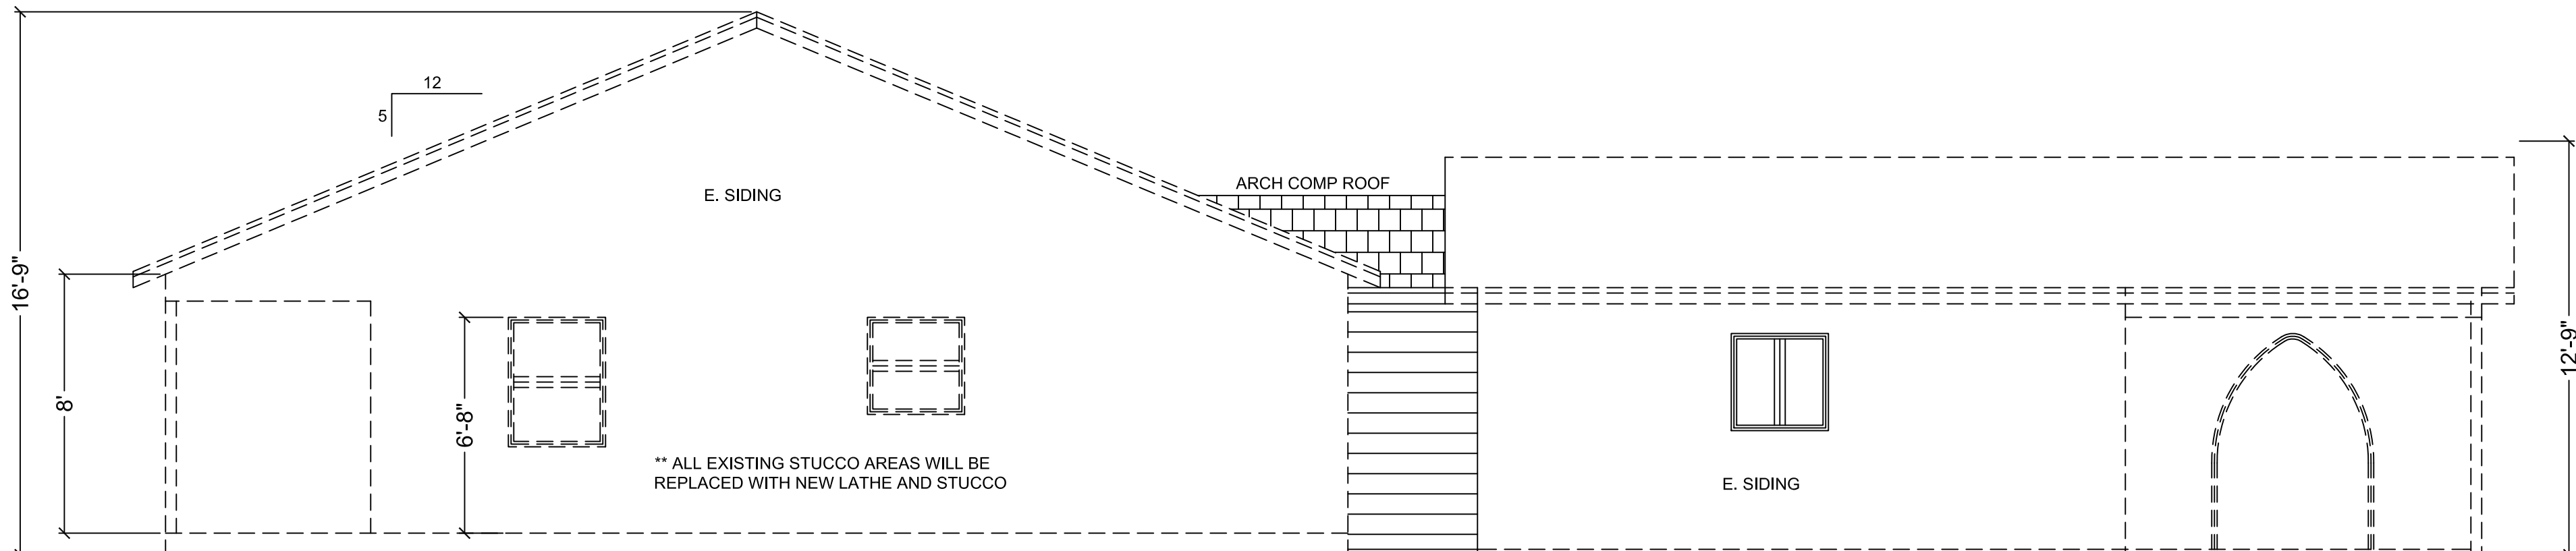 12
5
E. SIDING
ARCH COMP ROOF
16'-9"
8'
6'-8"
12'-9"
** ALL EXISTING STUCCO AREAS WILL BE
REPLACED WITH NEW LATHE AND STUCCO
E. SIDING